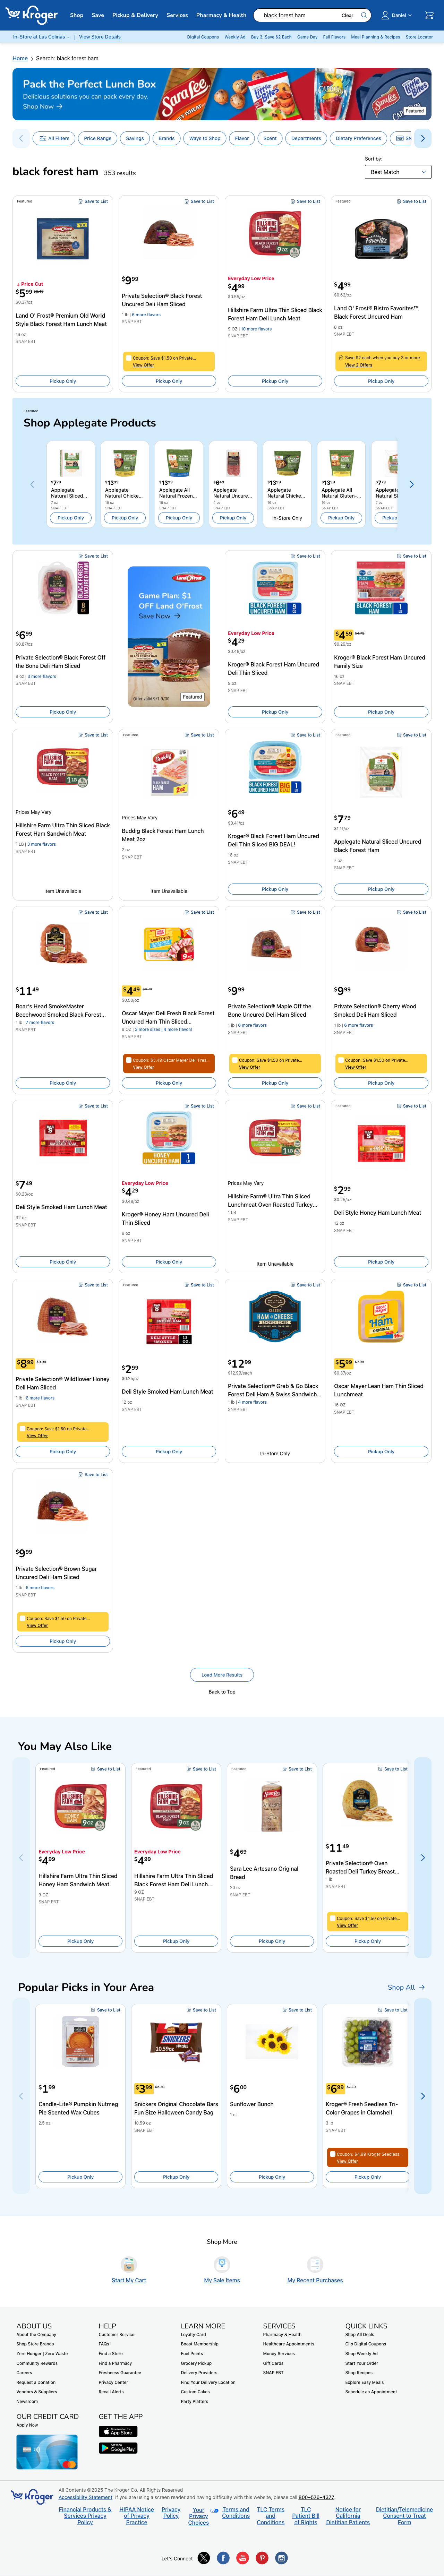 Kroger
Shop
Save
Pickup & Delivery
Services
Pharmacy & Health
black forest ham
Clear
Daniel
In-Store at Las Colinas
View Store Details
Digital Coupons
Weekly Ad
Buy 5, Save $2 Each
Game Day
Fall Flavors
Meal Planning & Recipes
Store Locator
Home
Search: black forest ham
Pack the Perfect Lunch Box
Delicious solutions you can pack every day.
Shop Now
Featured
All Filters
Price Range
Savings
Brands
Ways to Shop
Flavor
Scent
Departments
Dietary Preferences
Sh
black forest ham
353 results
Sort by:
Best Match
Featured
Save to List
Price Cut
$5.99
$0.37/oz
Land O' Frost® Premium Old World
Style Black Forest Ham Lunch Meat
16 oz
SNAP EBT
Pickup Only
Save to List
$9.99
Private Selection® Black Forest
Uncured Deli Ham Sliced
1 lb | 6 more flavors
SNAP EBT
Coupon: Save $1.50 on Private...
View Offer
Pickup Only
Save to List
Everyday Low Price
$4.99
$0.55/oz
Hillshire Farm Ultra Thin Sliced Black
Forest Ham Deli Lunch Meat
9 OZ | 10 more flavors
SNAP EBT
Pickup Only
Featured
Save to List
$4.99
$0.62/oz
Land O' Frost® Bistro Favorites™
Black Forest Uncured Ham
8 oz
SNAP EBT
Save $2 each when you buy 3 or more
View 2 Offers
Pickup Only
Featured
Shop Applegate Products
$7.79
Applegate
Natural Sliced...
7 oz
SNAP EBT
Pickup Only
$13.99
Applegate
Natural Chicke...
16 oz
SNAP EBT
Pickup Only
$13.99
Applegate All
Natural Frozen...
SNAP EBT
Pickup Only
Applegate
Natural Uncure...
SNAP EBT
Pickup Only
$13.99
Applegate
Natural Chicke...
16 oz
SNAP EBT
In-Store Only
$13.99
Applegate All
Natural Gluten-...
16 oz
SNAP EBT
Pickup Only
$7.79
Natural Sl
7 oz
SNAP EBT
Save to List
$6.99
$0.87/oz
Private Selection® Black Forest Off
the Bone Deli Ham Sliced
8 oz | 3 more flavors
SNAP EBT
Pickup Only
Game Plan: $1
OFF Land O'Frost
Save Now
Featured
Save to List
Everyday Low Price
$4.29
$0.48/oz
Kroger® Black Forest Ham Uncured
Deli Thin Sliced
9 oz
SNAP EBT
Pickup Only
Save to List
$4.59
$0.29/oz
Kroger® Black Forest Ham Uncured
Family Size
16 oz
SNAP EBT
Pickup Only
Save to List
Prices May Vary
Hillshire Farm Ultra Thin Sliced Black
Forest Ham Sandwich Meat
1 LB | 3 more flavors
SNAP EBT
Item Unavailable
Featured
Save to List
Prices May Vary
Buddig Black Forest Ham Lunch
Meat 2oz
2 oz
SNAP EBT
Item Unavailable
Save to List
$6.49
$0.41/oz
Kroger® Black Forest Ham Uncured
Deli Thin Sliced BIG DEAL!
16 oz
SNAP EBT
Pickup Only
Featured
Save to List
$7.79
$1.11/oz
Applegate Natural Sliced Uncured
Black Forest Ham
7 oz
SNAP EBT
Pickup Only
Save to List
$11.49
Boar's Head SmokeMaster
Beechwood Smoked Black Forest...
1 lb | 7 more flavors
SNAP EBT
Pickup Only
Save to List
$4.49
$0.50/oz
Oscar Mayer Deli Fresh Black Forest
Uncured Ham Thin Sliced...
9 OZ | 3 more sizes | 4 more flavors
SNAP EBT
Coupon: $3.49 Oscar Mayer Deli Fres...
View Offer
Pickup Only
Save to List
$9.99
Private Selection® Maple Off the
Bone Uncured Deli Ham Sliced
1 lb | 6 more flavors
SNAP EBT
Coupon: Save $1.50 on Private...
View Offer
Pickup Only
Save to List
$9.99
Private Selection® Cherry Wood
Smoked Deli Ham Sliced
1 lb | 6 more flavors
SNAP EBT
Coupon: Save $1.50 on Private...
View Offer
Pickup Only
Save to List
$7.49
$0.23/oz
Deli Style Smoked Ham Lunch Meat
32 oz
SNAP EBT
Pickup Only
Save to List
Everyday Low Price
$4.29
$0.48/oz
Kroger® Honey Ham Uncured Deli
Thin Sliced
9 oz
SNAP EBT
Pickup Only
Save to List
Prices May Vary
Hillshire Farm® Ultra Thin Sliced
Lunchmeat Oven Roasted Turkey...
1 LB
SNAP EBT
Item Unavailable
Featured
Save to List
$2.99
$0.25/oz
Deli Style Honey Ham Lunch Meat
12 oz
SNAP EBT
Pickup Only
Save to List
$8.99
Private Selection® Wildflower Honey
Deli Ham Sliced
1 lb | 6 more flavors
SNAP EBT
Coupon: Save $1.50 on Private...
View Offer
Pickup Only
Featured
Save to List
$2.99
$0.25/oz
Deli Style Smoked Ham Lunch Meat
12 oz
SNAP EBT
Pickup Only
Save to List
$12.99
$12.99/each
Private Selection® Grab & Go Black
Forest Deli Ham & Swiss Sandwich...
1 lb | 4 more flavors
SNAP EBT
In-Store Only
Save to List
$5.99
$0.37/oz
Oscar Mayer Lean Ham Thin Sliced
Lunchmeat
16 OZ
SNAP EBT
Pickup Only
Save to List
$9.99
Private Selection® Brown Sugar
Uncured Deli Ham Sliced
1 lb | 6 more flavors
SNAP EBT
Coupon: Save $1.50 on Private...
View Offer
Pickup Only
Load More Results
Back to Top
You May Also Like
Featured
Save to List
Everyday Low Price
$4.99
Hillshire Farm Ultra Thin Sliced
Honey Ham Sandwich Meat
9 OZ
SNAP EBT
Pickup Only
Featured
Save to List
Everyday Low Price
$4.99
Hillshire Farm Ultra Thin Sliced
Black Forest Ham Deli Lunch...
9 OZ
SNAP EBT
Pickup Only
Featured
Save to List
$4.69
Sara Lee Artesano Original
Bread
20 oz
SNAP EBT
Pickup Only
Save to List
$11.49
Private Selection® Oven
Roasted Deli Turkey Breast...
1 lb
SNAP EBT
Coupon: Save $1.50 on Private...
View Offer
Pickup Only
Popular Picks in Your Area
Shop All
Save to List
$1.99
Candle-Lite® Pumpkin Nutmeg
Pie Scented Wax Cubes
2.5 oz
Pickup Only
Save to List
$3.99
Snickers Original Chocolate Bars
Fun Size Halloween Candy Bag
10.59 oz
SNAP EBT
Pickup Only
Save to List
$6.00
Sunflower Bunch
1 ct
Pickup Only
Save to List
$6.99
Kroger® Fresh Seedless Tri-
Color Grapes in Clamshell
3 lb
SNAP EBT
Coupon: $4.99 Kroger Seedless...
View Offer
Pickup Only
Shop More
Start My Cart
My Sale Items
My Recent Purchases
ABOUT US
About the Company
Shop Store Brands
Zero Hunger | Zero Waste
Community Rewards
Careers
Request a Donation
Vendors & Suppliers
Newsroom
HELP
Customer Service
FAQs
Find a Store
Find a Pharmacy
Freshness Guarantee
Privacy Center
Recall Alerts
LEARN MORE
Loyalty Card
Boost Membership
Fuel Points
Grocery Pickup
Delivery Providers
Find Your Delivery Location
Custom Cakes
Party Platters
SERVICES
Pharmacy & Health
Healthcare Appointments
Money Services
Gift Cards
SNAP EBT
QUICK LINKS
Shop All Deals
Clip Digital Coupons
Shop Weekly Ad
Start Your Order
Shop Recipes
Explore Easy Meals
Schedule an Appointment
OUR CREDIT CARD
Apply Now
GET THE APP
App Store
GET IT ON
Google Play
Kroger
All Contents ©2025 The Kroger Co. All Rights Reserved
Accessibility Statement If you are using a screen reader and having difficulty with this website, please call 800-576-4377.
Financial Products &
Services Privacy
Policy
HIPAA Notice
of Privacy
Practice
Privacy
Policy
Your
Privacy
Choices
Terms and
Conditions
TLC Terms
and
Conditions
TLC
Patient Bill
of Rights
Notice for
California
Dietitian Patients
Dietitian/Telemedicine
Consent to Treat
Form
Let's Connect